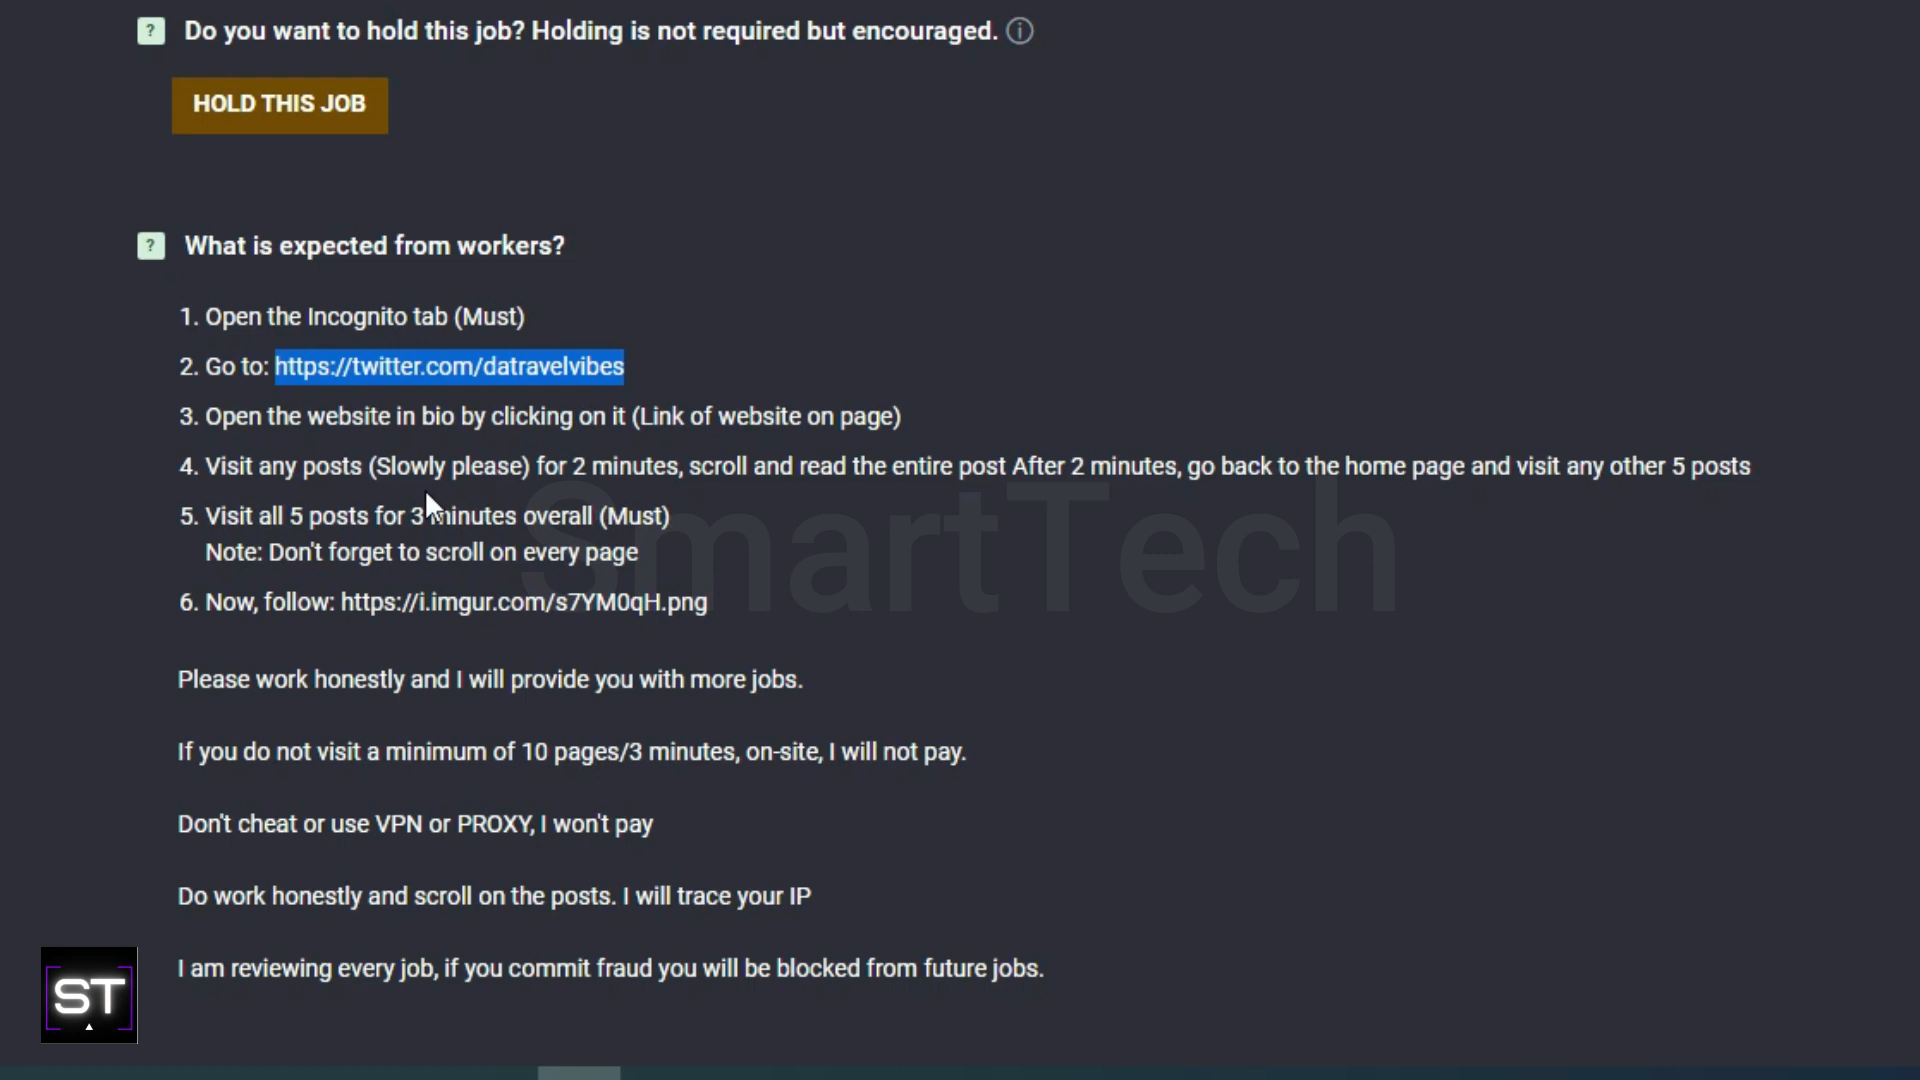 ? Do you want to hold this job? Holding is not required but encouraged. i
HOLD THIS JOB
? What is expected from workers?
1. Open the Incognito tab (Must)
2. Go to: https://twitter.com/datravelvibes
3. Open the website in bio by clicking on it (Link of website on page)
4. Visit any posts (Slowly please) for 2 minutes, scroll and read the entire post After 2 minutes, go back to the home page and visit any other 5 posts
5. Visit all 5 posts for 3 minutes overall (Must)
Note: Don't forget to scroll on every page
SmartTech
6. Now, follow: https://i.imgur.com/s7YM0qH.png
Please work honestly and I will provide you with more jobs.
If you do not visit a minimum of 10 pages/3 minutes, on-site, I will not pay.
Don't cheat or use VPN or PROXY, I won't pay
Do work honestly and scroll on the posts. I will trace your IP
I am reviewing every job, if you commit fraud you will be blocked from future jobs.
ST